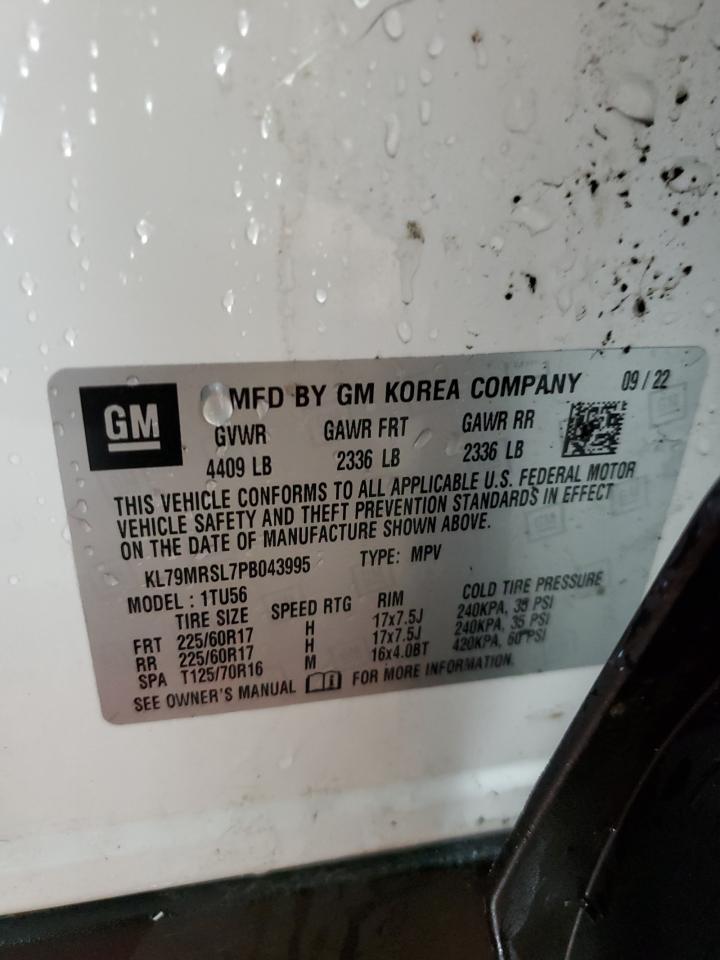 GM
MFD BY GM KOREA COMPANY 09 / 22
GVWR GAWR FRT GAWR RR
4409 LB 2336 LB 2336 LB
THIS VEHICLE CONFORMS TO ALL APPLICABLE U.S. FEDERAL MOTOR
VEHICLE SAFETY AND THEFT PREVENTION STANDARDS IN EFFECT
ON THE DATE OF MANUFACTURE SHOWN ABOVE.
KL79MRSL7PB043995 TYPE: MPV
MODEL : 1TU56
TIRE SIZE SPEED RTG RIM COLD TIRE PRESSURE
FRT 225/60R17 H 17x7.5J 240KPA, 35 PSI
RR 225/60R17 H 17x7.5J 240KPA, 35 PSI
SPA T125/70R16 M 16x4.0BT 420KPA, 60 PSI
SEE OWNER'S MANUAL FOR MORE INFORMATION.